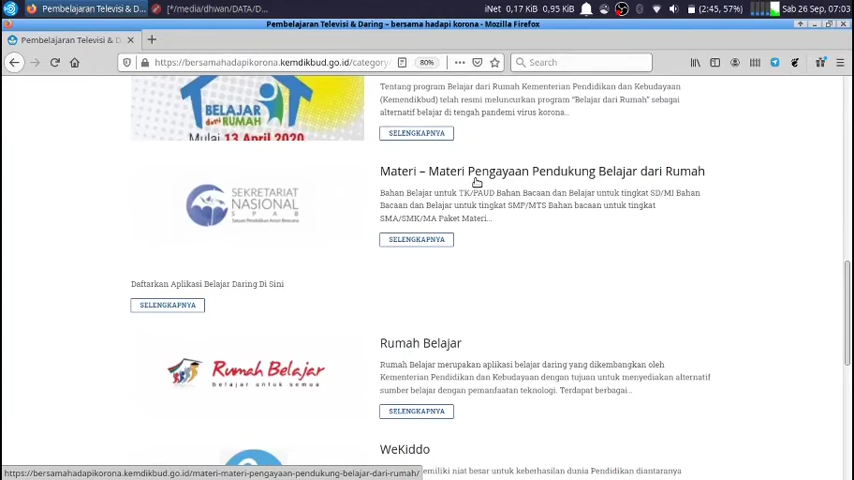 Pembelajaran Televisi & D...
[*/media/dhwan/DATA/D...
iNet, 0,17 KiB
0,95 KiB
(2:45, 57%)
Sab 26 Sep, 07:03
Pembelajaran Televisi & Daring – bersama hadapi korona - Mozilla Firefox
Pembelajaran Televisi & D
https://bersamahadapikorona.kemdikbud.go.id/category
80%
Search
BELAJAR
dari RUMAH
Mulai 13 April 2020
Tentang program Belajar dari Rumah Kementerian Pendidikan dan Kebudayaan
(Kemendikbud) telah resmi meluncurkan program “Belajar dari Rumah” sebagai
alternatif belajar di tengah pandemi virus korona...
SELENGKAPNYA
Materi – Materi Pengayaan Pendukung Belajar dari Rumah
SEKRETARIAT
NASIONAL
SPAB
Satuan Pendidikan Aman Bencana
Bahan Belajar untuk TK/PAUD Bahan Bacaan dan Belajar untuk tingkat SD/MI Bahan
Bacaan dan Belajar untuk tingkat SMP/MTS Bahan bacaan untuk tingkat
SMA/SMK/MA Paket Materi...
SELENGKAPNYA
Daftarkan Aplikasi Belajar Daring Di Sini
SELENGKAPNYA
Rumah Belajar
Rumah Belajar
belajar untuk semua
Rumah Belajar merupakan aplikasi belajar daring yang dikembangkan oleh
Kementerian Pendidikan dan Kebudayaan dengan tujuan untuk menyediakan alternatif
sumber belajar dengan pemanfaatan teknologi. Terdapat berbagai...
SELENGKAPNYA
WeKiddo
memiliki niat besar untuk keberhasilan dunia Pendidikan diantaranya
https://bersamahadapikorona.kemdikbud.go.id/materi-materi-pengayaan-pendukung-belajar-dari-rumah/